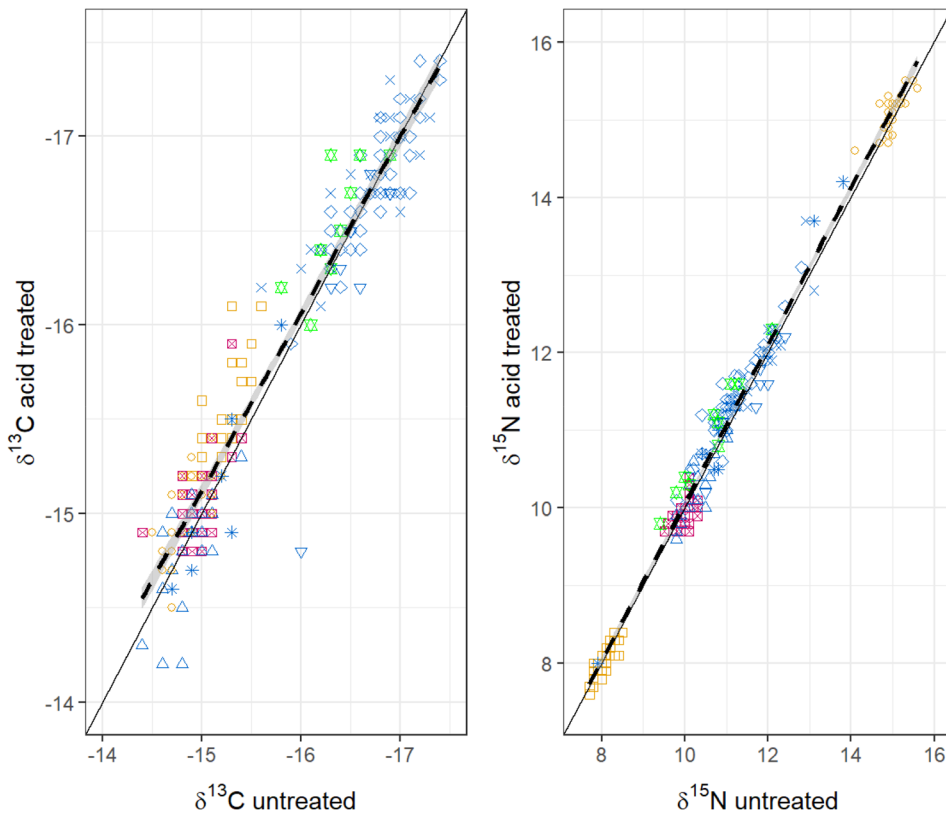 -17
-16
-15
-14
δ¹³C acid treated
-14 -15 -16 -17
δ¹³C untreated
16
14
12
10
8
δ¹⁵N acid treated
8 10 12 14 16
δ¹⁵N untreated